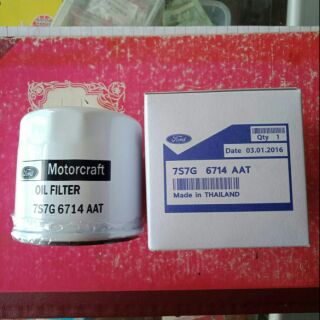 Ford Motorcraft
OIL FILTER
7S7G 6714 AAT
Ford
Qty 1
Date 03.01.2016
7S7G 6714 AAT
Made in THAILAND